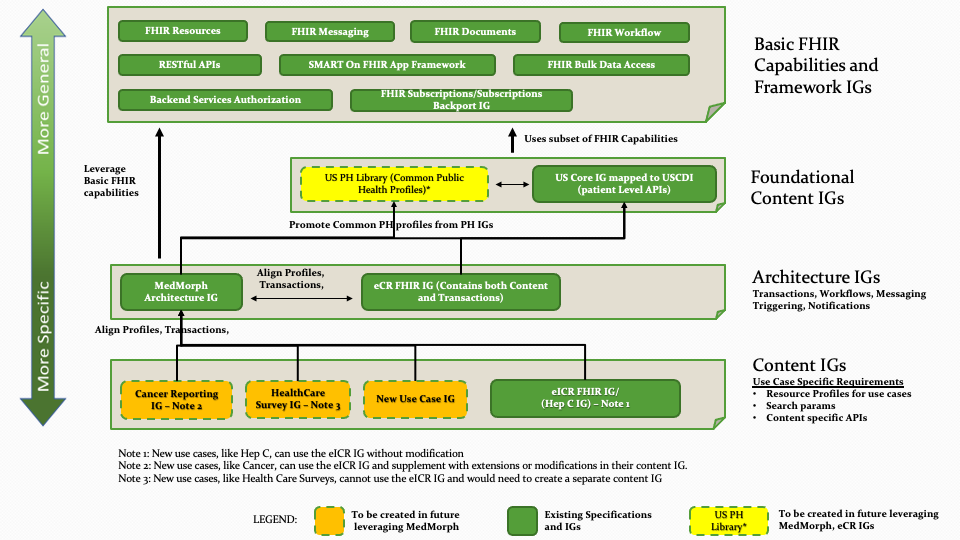 More General
More Specific
FHIR Resources
FHIR Messaging
FHIR Documents
FHIR Workflow
RESTful APIs
SMART On FHIR App Framework
FHIR Bulk Data Access
Backend Services Authorization
FHIR Subscriptions/Subscriptions
Backport IG
Basic FHIR
Capabilities and
Framework IGs
Leverage
Basic FHIR
capabilities
Uses subset of FHIR Capabilities
US PH Library (Common Public
Health Profiles)*
US Core IG mapped to USCDI
(patient Level APIs)
Foundational
Content IGs
Promote Common PH profiles from PH IGs
MedMorph
Architecture IG
Align Profiles,
Transactions,
eCR FHIR IG (Contains both Content
and Transactions)
Architecture IGs
Transactions, Workflows, Messaging
Triggering, Notifications
Align Profiles, Transactions,
Cancer Reporting
IG – Note 2
HealthCare
Survey IG – Note 3
New Use Case IG
eICR FHIR IG/
(Hep C IG) – Note 1
Content IGs
Use Case Specific Requirements
• Resource Profiles for use cases
• Search params
• Content specific APIs
Note 1: New use cases, like Hep C, can use the eICR IG without modification
Note 2: New use cases, like Cancer, can use the eICR IG and supplement with extensions or modifications in their content IG.
Note 3: New use cases, like Health Care Surveys, cannot use the eICR IG and would need to create a separate content IG
LEGEND:
To be created in future
leveraging MedMorph
Existing Specifications
and IGs
US PH
Library*
To be created in future leveraging
MedMorph, eCR IGs